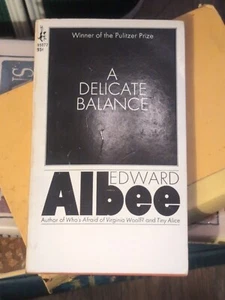 Winner of the Pulitzer Prize
A
DELICATE
BALANCE
EDWARD
Albee
Author of Who's Afraid of Virginia Woolf? and Tiny Alice